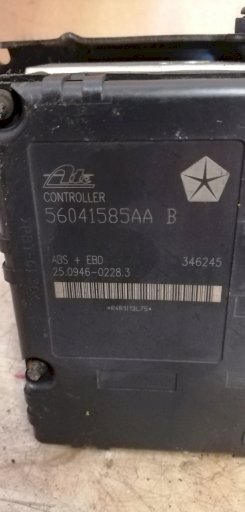 Ate
CONTROLLER
56041585AA B
ABS + EBD 346245
25.0946-0228.3